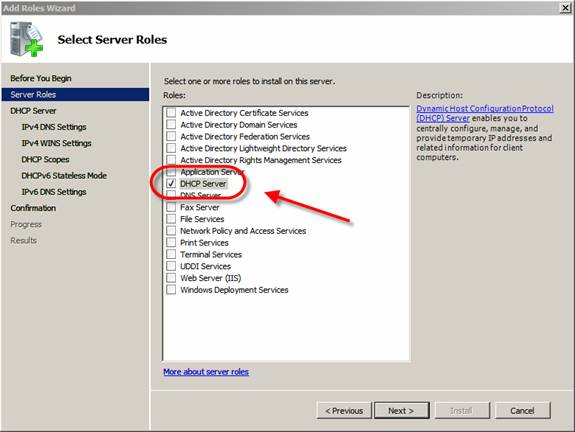 Add Roles Wizard
Select Server Roles
Before You Begin
Server Roles
DHCP Server
IPv4 DNS Settings
IPv4 WINS Settings
DHCP Scopes
DHCPv6 Stateless Mode
IPv6 DNS Settings
Confirmation
Progress
Results
Select one or more roles to install on this server.
Roles:
Active Directory Certificate Services
Active Directory Domain Services
Active Directory Federation Services
Active Directory Lightweight Directory Services
Active Directory Rights Management Services
Application Server
DHCP Server
DNS Server
Fax Server
File Services
Network Policy and Access Services
Print Services
Terminal Services
UDDI Services
Web Server (IIS)
Windows Deployment Services
More about server roles
Description:
Dynamic Host Configuration Protocol
(DHCP) Server enables you to
centrally configure, manage, and
provide temporary IP addresses and
related information for client
computers.
< Previous
Next >
Install
Cancel